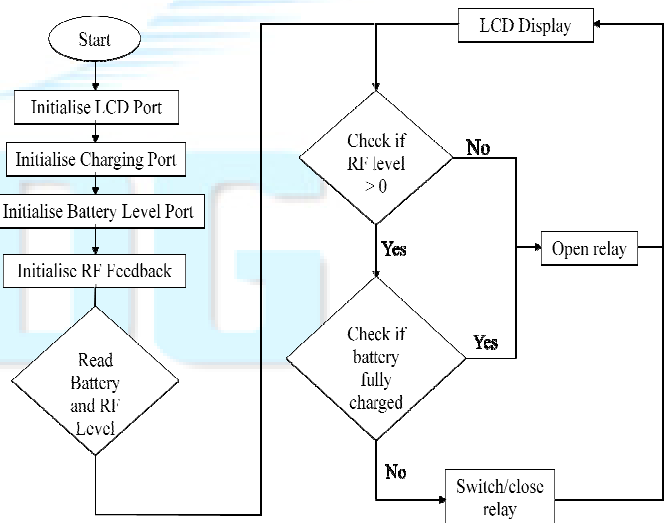 Start
Initialise LCD Port
Initialise Charging Port
Initialise Battery Level Port
Initialise RF Feedback
Read
Battery
and RF
Level
LCD Display
Check if
RF level
> 0
No
Yes
Open relay
Check if
battery
fully
charged
Yes
No
Switch/close
relay